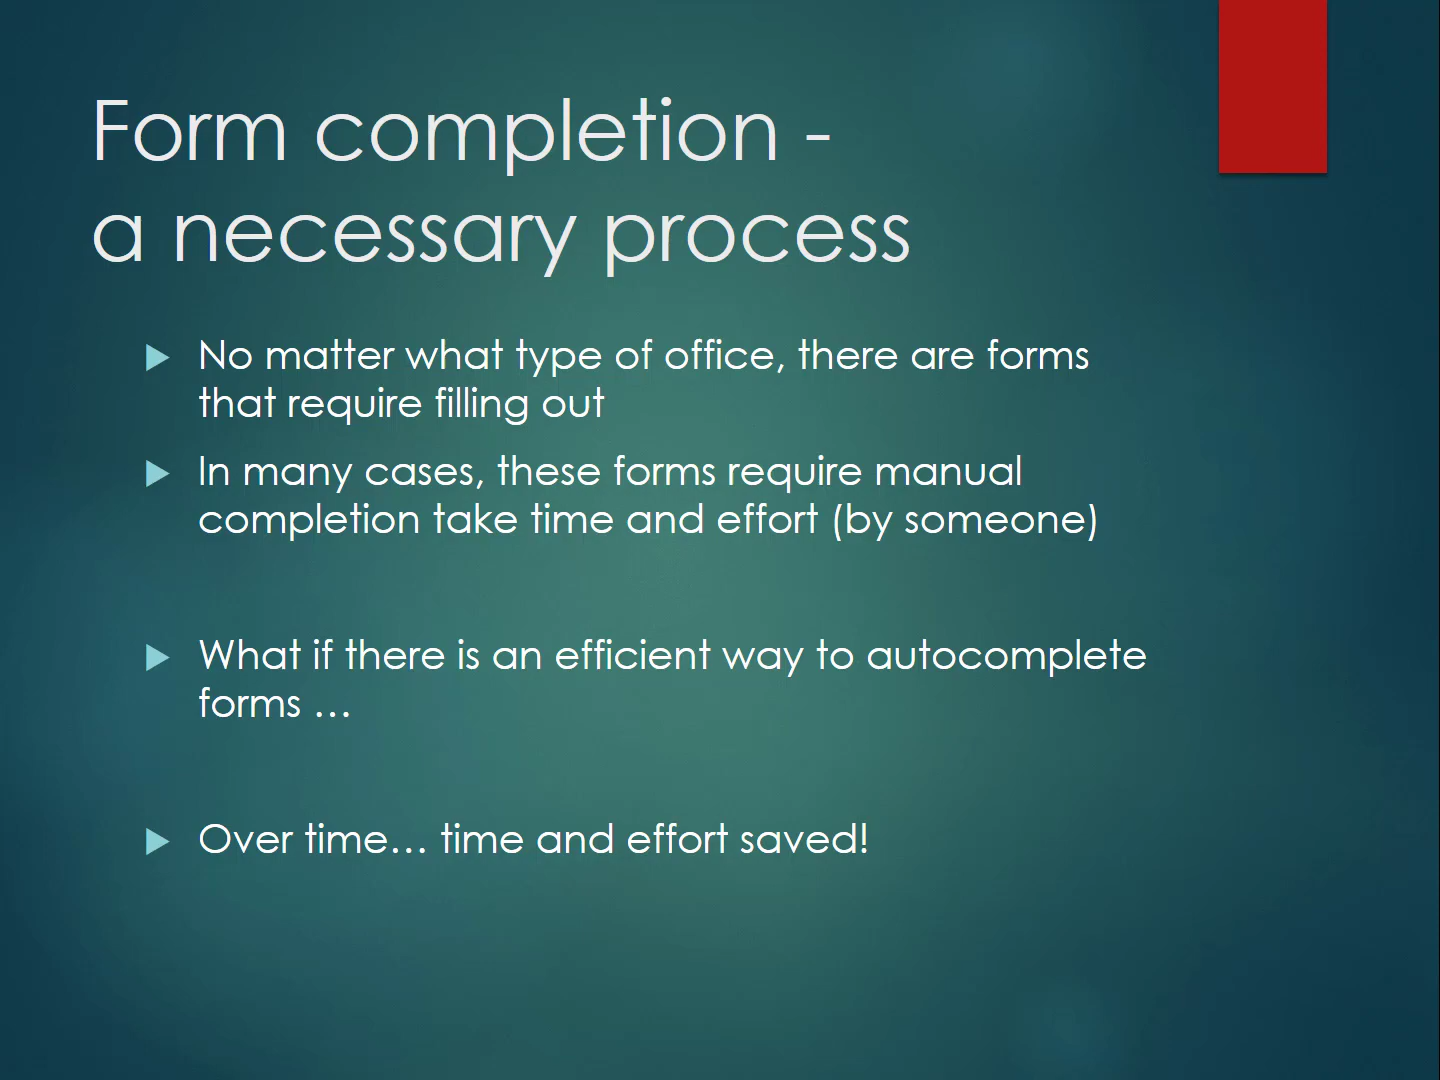 Form completion -
a necessary process
No matter what type of office, there are forms
that require filling out
In many cases, these forms require manual
completion take time and effort (by someone)
What if there is an efficient way to autocomplete
forms …
Over time… time and effort saved!